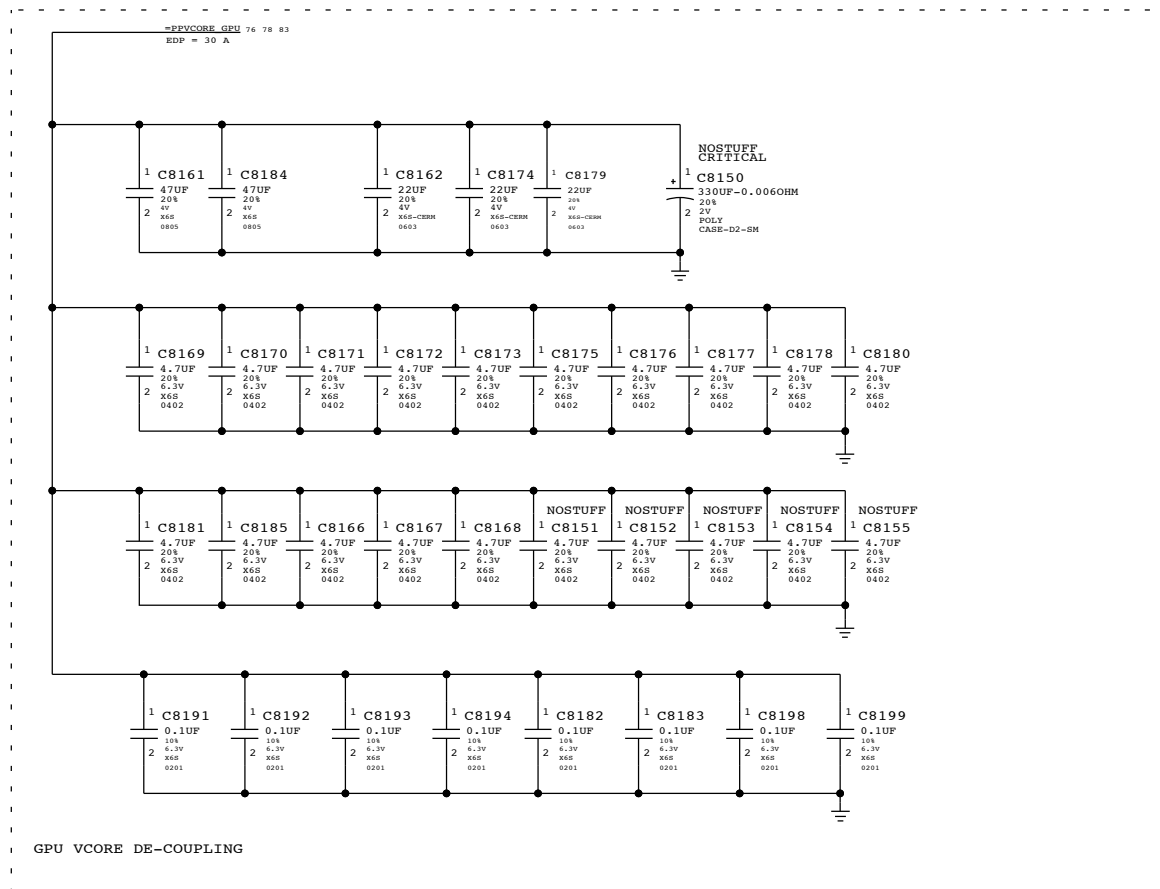 =PPVCORE_GPU 76 78 83
EDP = 30 A
NOSTUFF
CRITICAL
1 C8161 1 C8184 1 C8162 1 C8174 1 C8179 1 C8150
47UF 47UF 22UF 22UF 22UF + 330UF-0.006OHM
20% 20% 20% 20% 20% 20%
2 4V 2 4V 2 4V 2 4V 2 4V 2 2V
X6S X6S X6S-CERM X6S-CERM X6S-CERM POLY
0805 0805 0603 0603 0603 CASE-D2-SM
1 C8169 1 C8170 1 C8171 1 C8172 1 C8173 1 C8175 1 C8176 1 C8177 1 C8178 1 C8180
4.7UF 4.7UF 4.7UF 4.7UF 4.7UF 4.7UF 4.7UF 4.7UF 4.7UF 4.7UF
20% 20% 20% 20% 20% 20% 20% 20% 20% 20%
2 6.3V 2 6.3V 2 6.3V 2 6.3V 2 6.3V 2 6.3V 2 6.3V 2 6.3V 2 6.3V 2 6.3V
X6S X6S X6S X6S X6S X6S X6S X6S X6S X6S
0402 0402 0402 0402 0402 0402 0402 0402 0402 0402
NOSTUFF NOSTUFF NOSTUFF NOSTUFF NOSTUFF
1 C8181 1 C8185 1 C8166 1 C8167 1 C8168 1 C8151 1 C8152 1 C8153 1 C8154 1 C8155
4.7UF 4.7UF 4.7UF 4.7UF 4.7UF 4.7UF 4.7UF 4.7UF 4.7UF 4.7UF
20% 20% 20% 20% 20% 20% 20% 20% 20% 20%
2 6.3V 2 6.3V 2 6.3V 2 6.3V 2 6.3V 2 6.3V 2 6.3V 2 6.3V 2 6.3V 2 6.3V
X6S X6S X6S X6S X6S X6S X6S X6S X6S X6S
0402 0402 0402 0402 0402 0402 0402 0402 0402 0402
1 C8191 1 C8192 1 C8193 1 C8194 1 C8182 1 C8183 1 C8198 1 C8199
0.1UF 0.1UF 0.1UF 0.1UF 0.1UF 0.1UF 0.1UF 0.1UF
10% 10% 10% 10% 10% 10% 10% 10%
2 6.3V 2 6.3V 2 6.3V 2 6.3V 2 6.3V 2 6.3V 2 6.3V 2 6.3V
X6S X6S X6S X6S X6S X6S X6S X6S
0201 0201 0201 0201 0201 0201 0201 0201
GPU VCORE DE-COUPLING